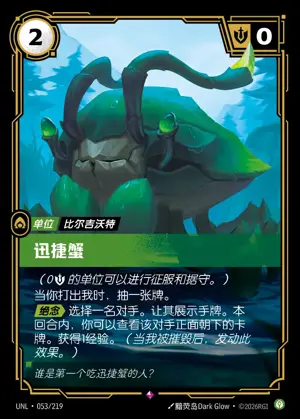 2
0
单位 比尔吉沃特
迅捷蟹
（0的单位可以进行征服和据守。）
当你打出我时，抽一张牌。
绝念 选择一名对手。让其展示手牌。本
回合内，你可以查看该对手正面朝下的卡
牌。获得1经验。（当我被摧毁后，发动此
效果。）
谁是第一个吃迅捷蟹的人？
UNL • 053/219
黯荧岛Dark Glow • ©2026RG